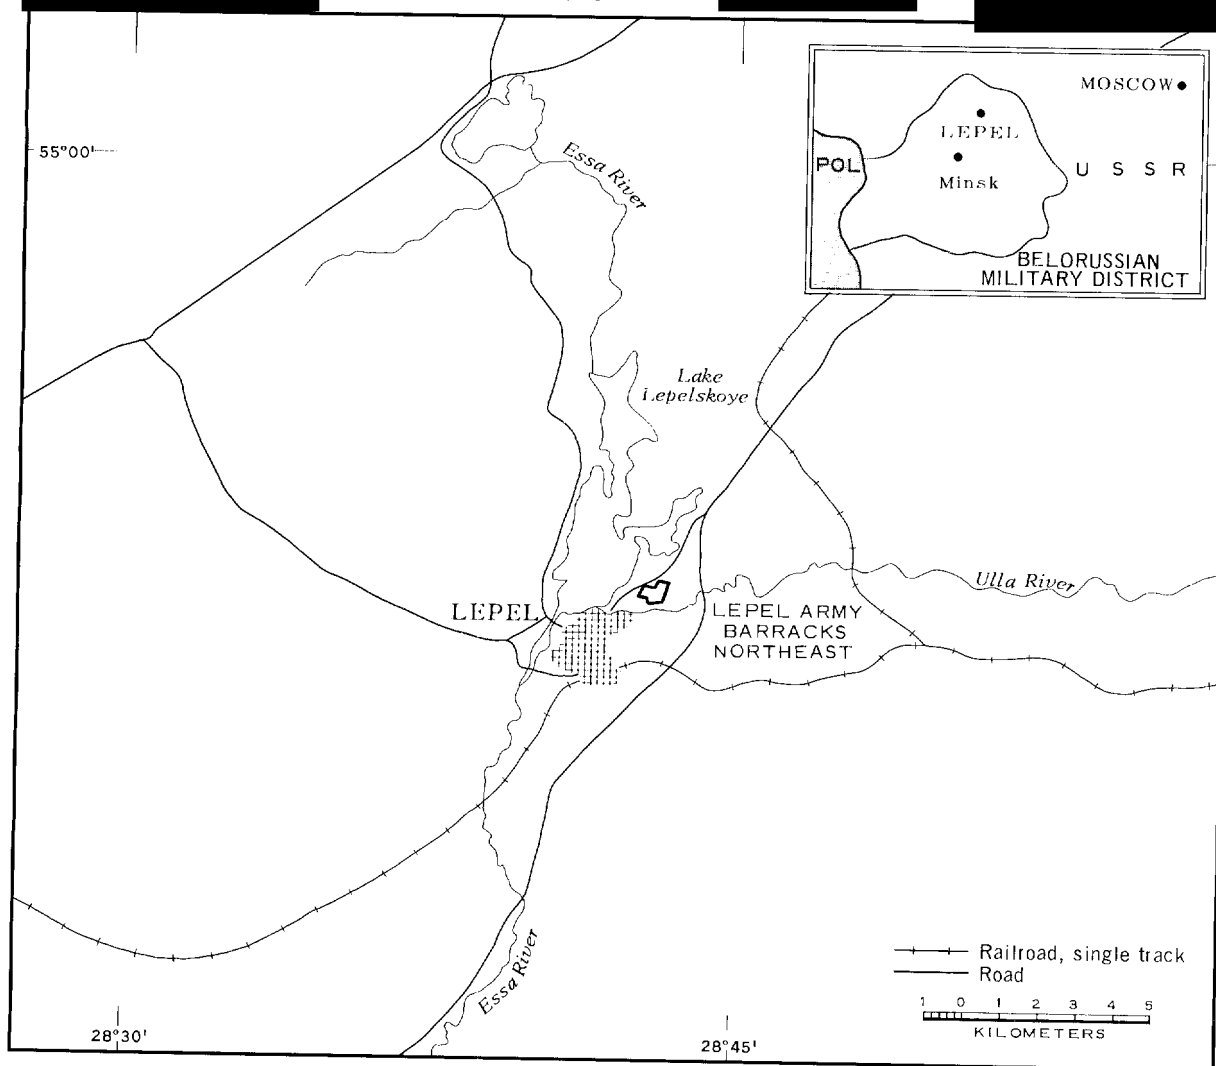 MOSCOW
LEPEL
POL
Minsk
U S S R
BELORUSSIAN
MILITARY DISTRICT
55°00'
Essa River
Lake
Lepelskoye
Ulla River
LEPEL
LEPEL ARMY
BARRACKS
NORTHEAST
Essa River
Railroad, single track
Road
1 0 1 2 3 4 5
KILOMETERS
28°30'
28°45'